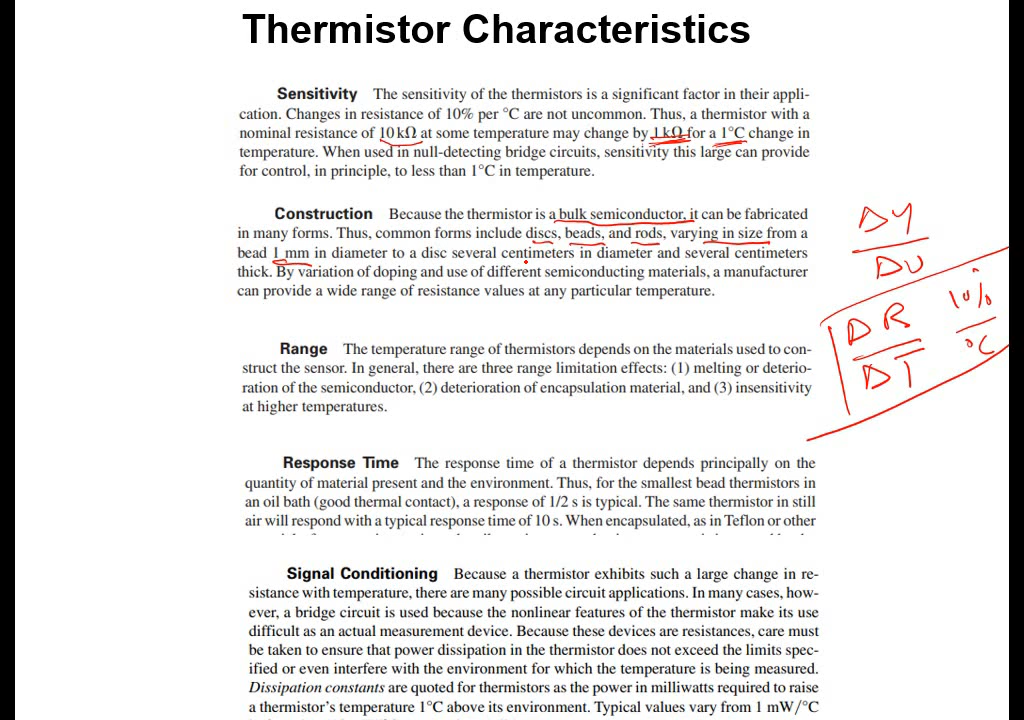 Thermistor Characteristics
Sensitivity The sensitivity of the thermistors is a significant factor in their appli-
cation. Changes in resistance of 10% per °C are not uncommon. Thus, a thermistor with a
nominal resistance of 10 kΩ at some temperature may change by 1 kΩ for a 1°C change in
temperature. When used in null-detecting bridge circuits, sensitivity this large can provide
for control, in principle, to less than 1°C in temperature.
Construction Because the thermistor is a bulk semiconductor, it can be fabricated
in many forms. Thus, common forms include discs, beads, and rods, varying in size from a
bead 1 mm in diameter to a disc several centimeters in diameter and several centimeters
thick. By variation of doping and use of different semiconducting materials, a manufacturer
can provide a wide range of resistance values at any particular temperature.
ΔY
ΔU
ΔR
ΔT
10%
°C
Range The temperature range of thermistors depends on the materials used to con-
struct the sensor. In general, there are three range limitation effects: (1) melting or deterio-
ration of the semiconductor, (2) deterioration of encapsulation material, and (3) insensitivity
at higher temperatures.
Response Time The response time of a thermistor depends principally on the
quantity of material present and the environment. Thus, for the smallest bead thermistors in
an oil bath (good thermal contact), a response of 1/2 s is typical. The same thermistor in still
air will respond with a typical response time of 10 s. When encapsulated, as in Teflon or other
Signal Conditioning Because a thermistor exhibits such a large change in re-
sistance with temperature, there are many possible circuit applications. In many cases, how-
ever, a bridge circuit is used because the nonlinear features of the thermistor make its use
difficult as an actual measurement device. Because these devices are resistances, care must
be taken to ensure that power dissipation in the thermistor does not exceed the limits spec-
ified or even interfere with the environment for which the temperature is being measured.
Dissipation constants are quoted for thermistors as the power in milliwatts required to raise
a thermistor's temperature 1°C above its environment. Typical values vary from 1 mW/°C